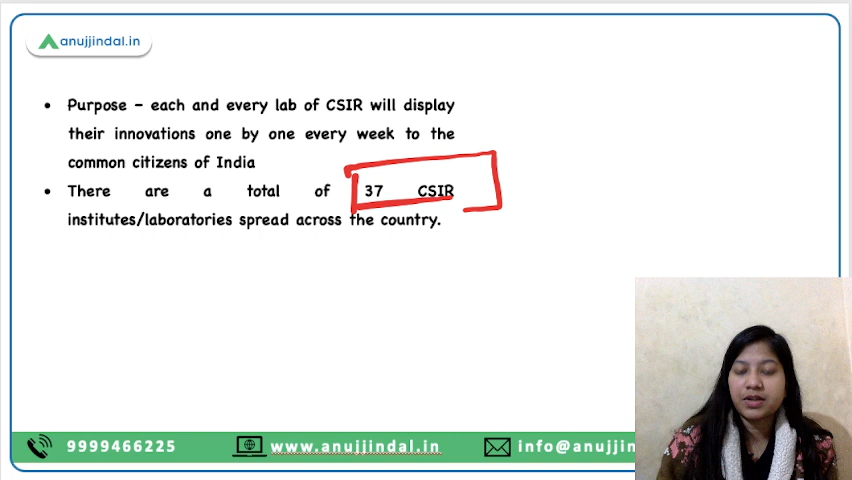 anujjindal.in
• Purpose – each and every lab of CSIR will display
their innovations one by one every week to the
common citizens of India
• There are a total of 37 CSIR
institutes/laboratories spread across the country.
9999466225 www.anujjindal.in info@anujjin